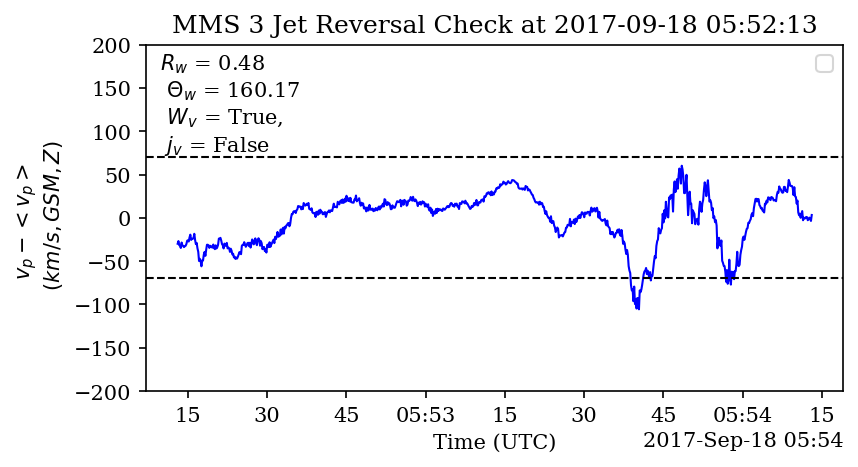 MMS 3 Jet Reversal Check at 2017-09-18 05:52:13
R_w = 0.48
Θ_w = 160.17
W_v = True,
j_v = False
200
150
100
50
0
−50
−100
−150
−200
v_p − < v_p >
(km/s, GSM, Z)
15 30 45 05:53 15 30 45 05:54 15
Time (UTC)
2017-Sep-18 05:54